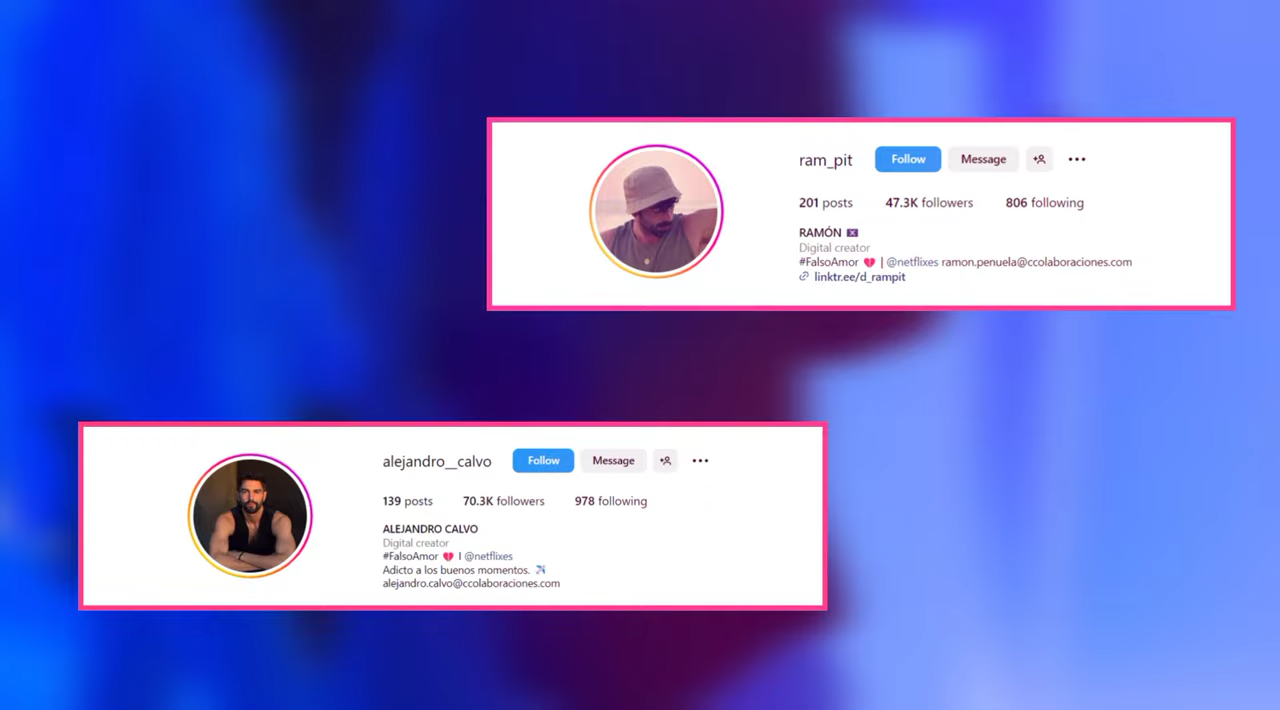 ram_pit Follow Message
201 posts 47.3K followers 806 following
RAMÓN
Digital creator
#FalsoAmor 💔 | @netflixes ramon.penuela@ccolaboraciones.com
linktr.ee/d_rampit
alejandro__calvo Follow Message
139 posts 70.3K followers 978 following
ALEJANDRO CALVO
Digital creator
#FalsoAmor 💔 I @netflixes
Adicto a los buenos momentos. ✈️
alejandro.calvo@ccolaboraciones.com